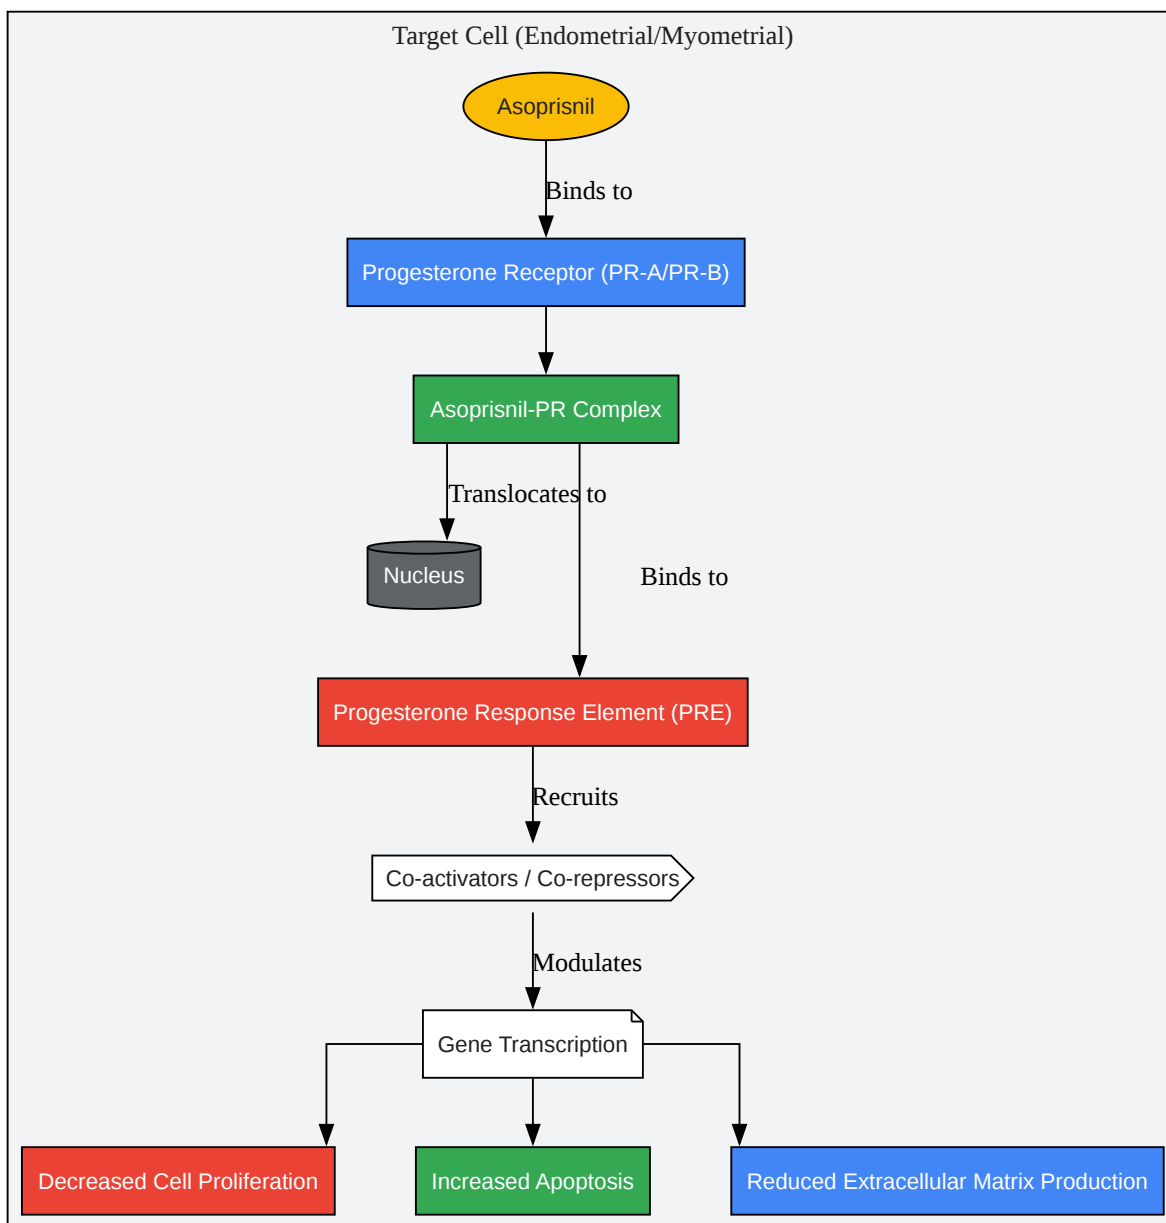 Target Cell (Endometrial/Myometrial)
Asoprisnil
Binds to
Progesterone Receptor (PR-A/PR-B)
Asoprisnil-PR Complex
Translocates to
Nucleus
Binds to
Progesterone Response Element (PRE)
Recruits
Co-activators / Co-repressors
Modulates
Gene Transcription
Decreased Cell Proliferation
Increased Apoptosis
Reduced Extracellular Matrix Production